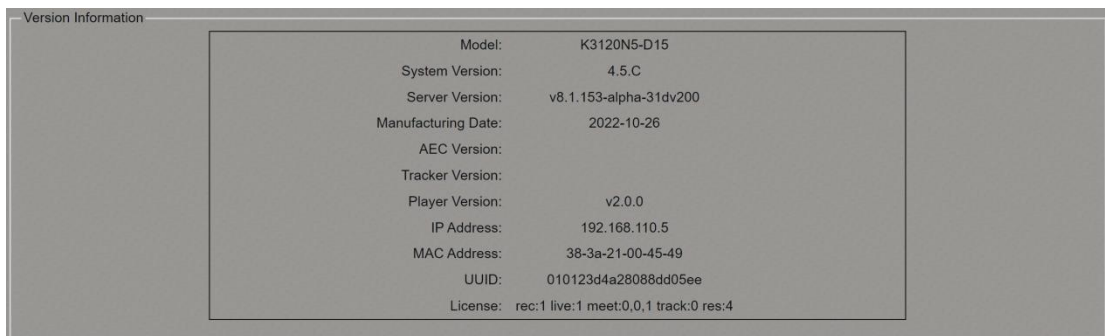 Version Information
Model: K3120N5-D15
System Version: 4.5.C
Server Version: v8.1.153-alpha-31dv200
Manufacturing Date: 2022-10-26
AEC Version:
Tracker Version:
Player Version: v2.0.0
IP Address: 192.168.110.5
MAC Address: 38-3a-21-00-45-49
UUID: 010123d4a28088dd05ee
License: rec:1 live:1 meet:0,0,1 track:0 res:4